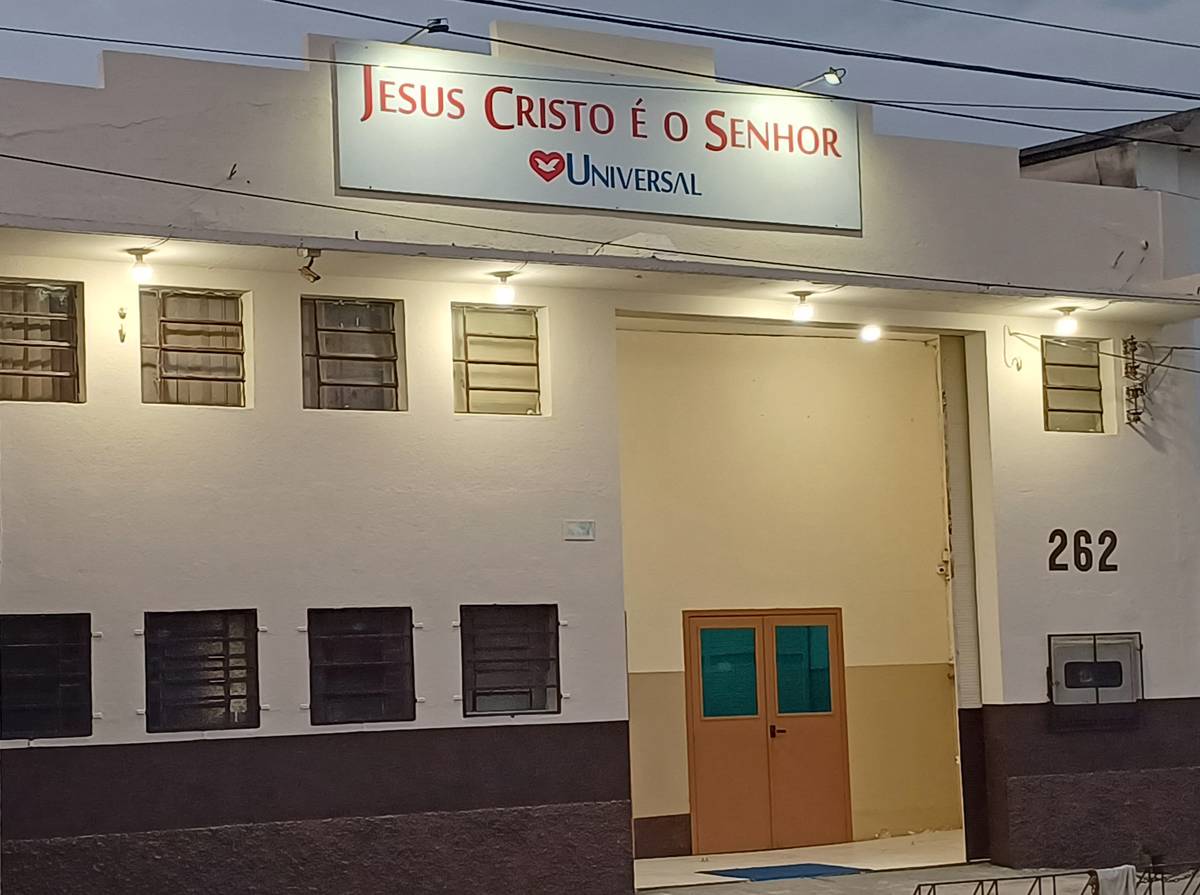 Jesus Cristo é o Senhor
Universal
262